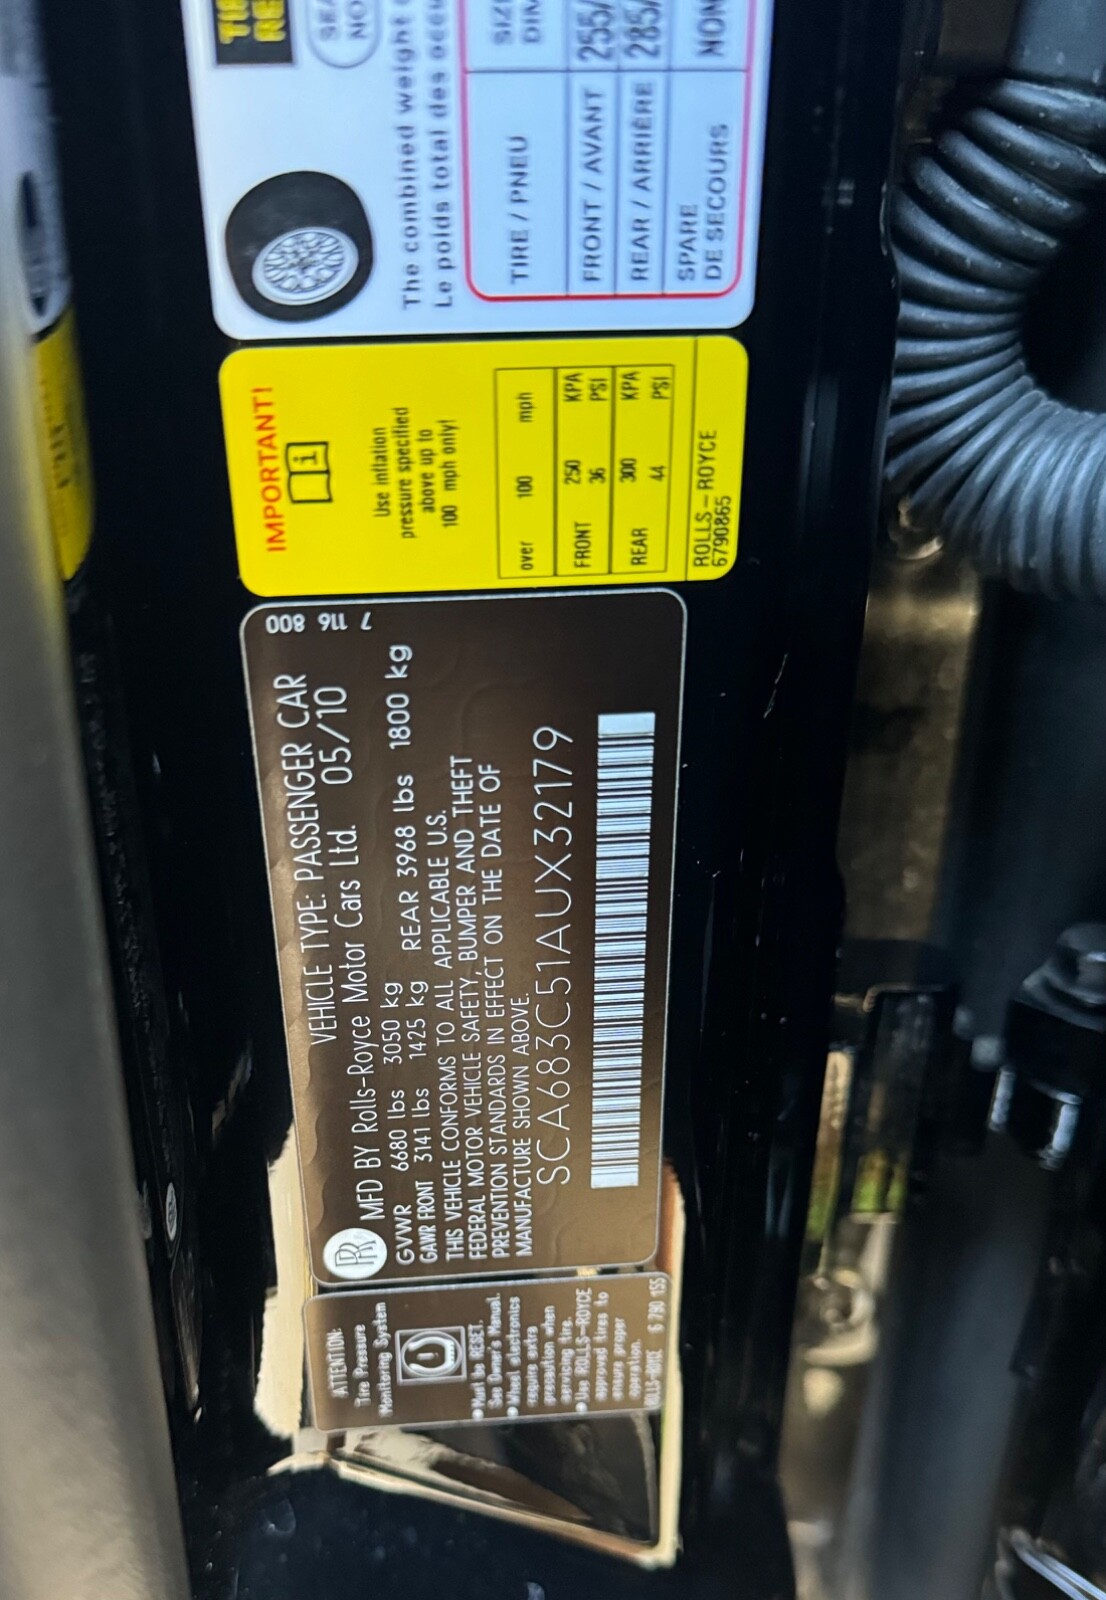 ATTENTION:
Tire Pressure
Monitoring System
● Must be RESET.
See Owner's Manual.
● Wheel electronics
require extra
precaution when
servicing tire.
● Use ROLLS-ROYCE
approved tires to
ensure proper
operation.
ROLLS-ROYCE 6 790 155
VEHICLE TYPE: PASSENGER CAR
RR MFD BY Rolls-Royce Motor Cars Ltd. 05/10
GVWR 6680 lbs 3050 kg
GAWR FRONT 3141 lbs 1425 kg REAR 3968 lbs 1800 kg
THIS VEHICLE CONFORMS TO ALL APPLICABLE U.S.
FEDERAL MOTOR VEHICLE SAFETY, BUMPER AND THEFT
PREVENTION STANDARDS IN EFFECT ON THE DATE OF
MANUFACTURE SHOWN ABOVE.
SCA683C51AUX32179
7 116 800
IMPORTANT!
i
Use inflation
pressure specified
above up to
100 mph only!
over 100 mph
FRONT 250 KPA
36 PSI
REAR 300 KPA
44 PSI
ROLLS-ROYCE
6790865
The combined weight
Le poids total des
TIRE / PNEU
FRONT / AVANT 255/
REAR / ARRIÈRE 285/
SPARE
DE SECOURS